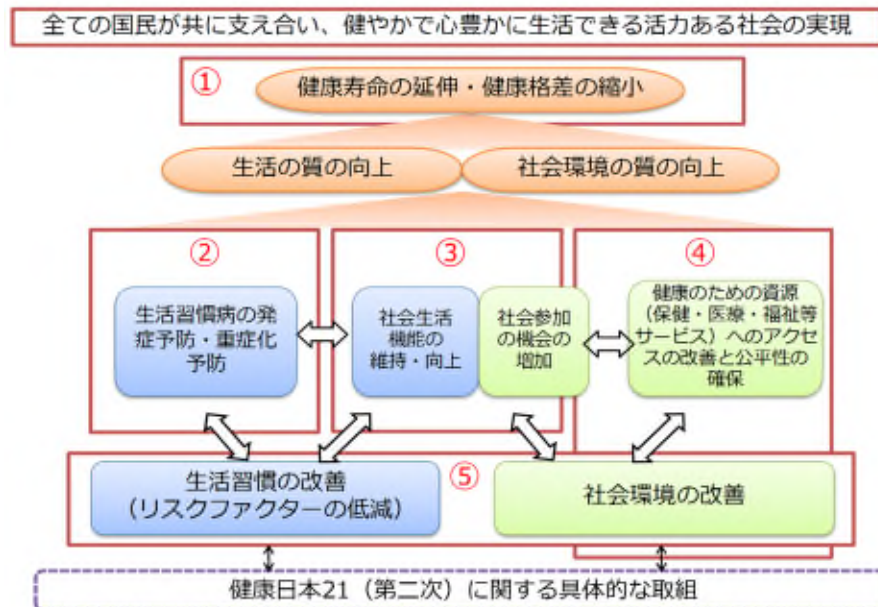 全ての国民が共に支え合い、健やかで心豊かに生活できる活力ある社会の実現
①
健康寿命の延伸・健康格差の縮小
生活の質の向上
社会環境の質の向上
②
生活習慣病の発
症予防・重症化
予防
③
社会生活
機能の
維持・向上
社会参加
の機会の
増加
④
健康のための資源
（保健・医療・福祉等
サービス）へのアクセ
スの改善と公平性の
確保
生活習慣の改善
（リスクファクターの低減）
⑤
社会環境の改善
健康日本21（第二次）に関する具体的な取組